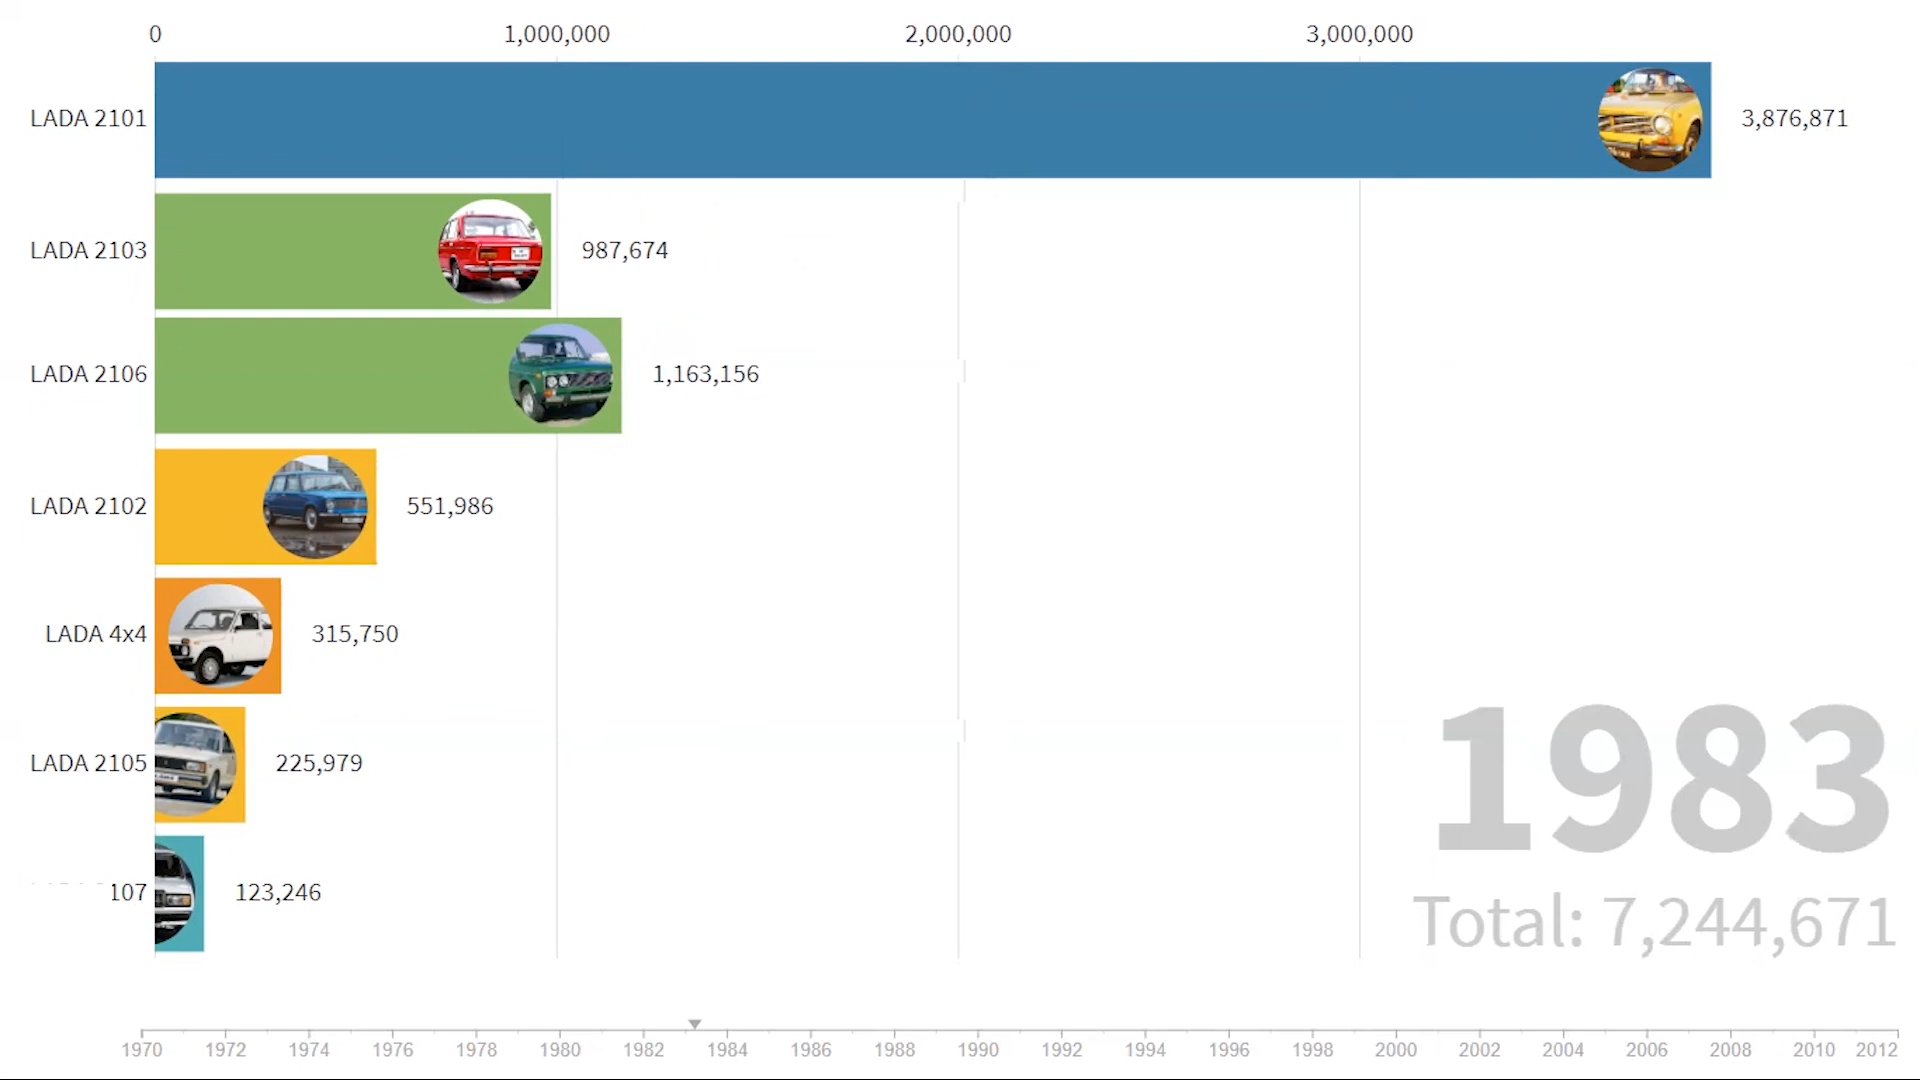 0 1,000,000 2,000,000 3,000,000
LADA 2101 3,876,871
LADA 2103 987,674
LADA 2106 1,163,156
LADA 2102 551,986
LADA 4x4 315,750
LADA 2105 225,979
107 123,246
1983
Total: 7,244,671
1970 1972 1974 1976 1978 1980 1982 1984 1986 1988 1990 1992 1994 1996 1998 2000 2002 2004 2006 2008 2010 2012